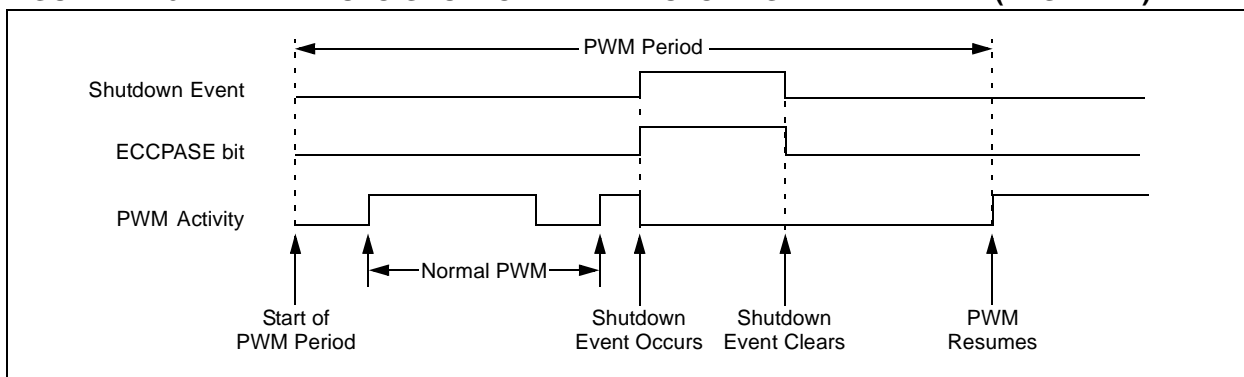 PWM Period
Shutdown Event
ECCPASE bit
PWM Activity
Normal PWM
Start of
PWM Period
Shutdown
Event Occurs
Shutdown
Event Clears
PWM
Resumes